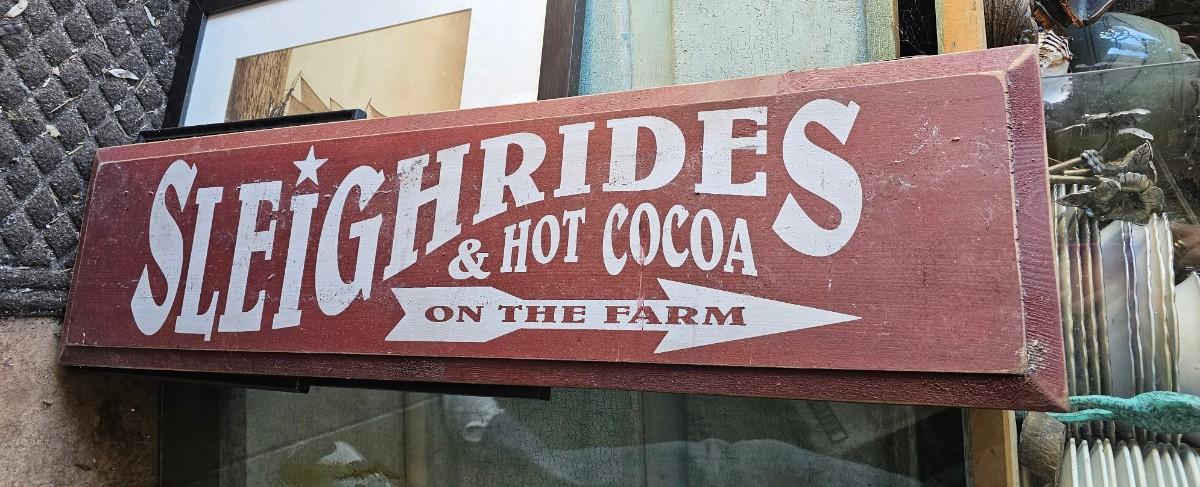 SLEIGHRIDES
& HOT COCOA
ON THE FARM